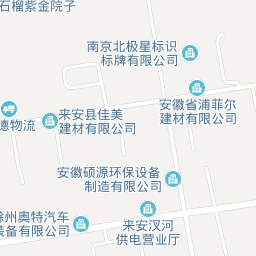 石榴紫金院子
南京北极星标识
标牌有限公司
安徽省浦菲尔
建材有限公司
德物流
来安县佳美
建材有限公司
安徽硕源环保设备
制造有限公司
滁州奥特汽车
装备有限公司
来安汊河
供电营业厅